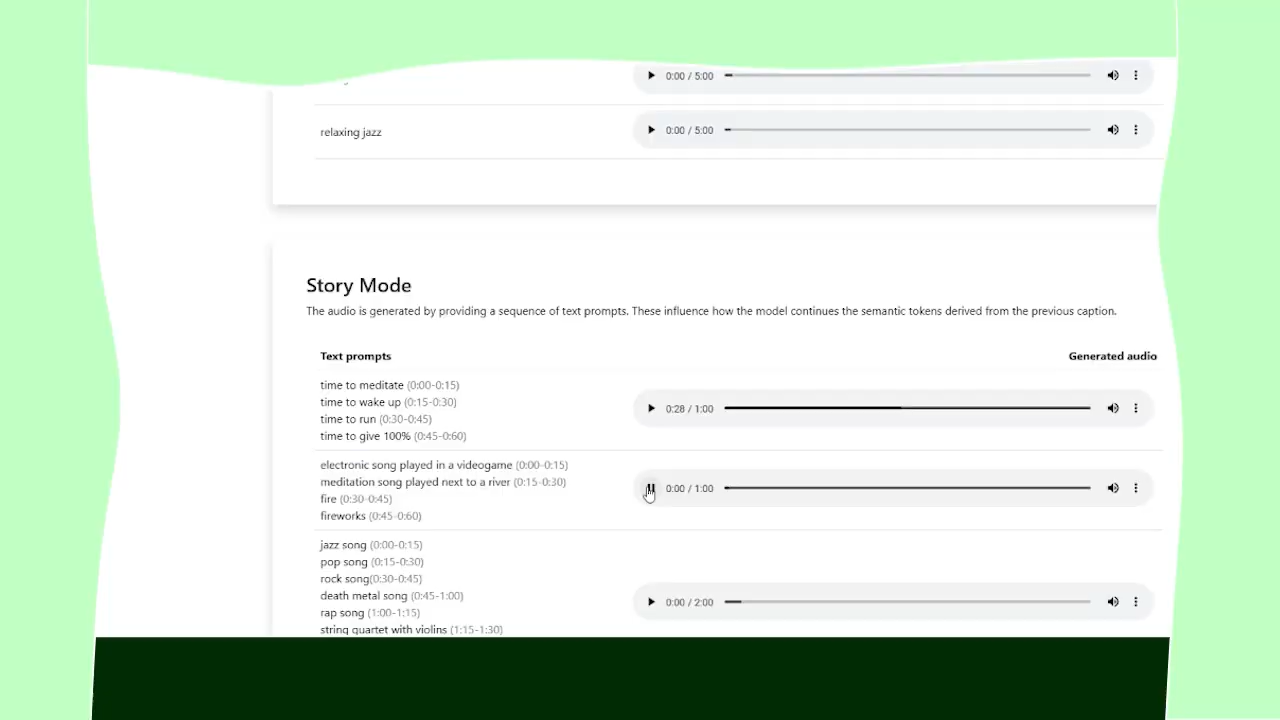 0:00 / 5:00
relaxing jazz
0:00 / 5:00
Story Mode
The audio is generated by providing a sequence of text prompts. These influence how the model continues the semantic tokens derived from the previous caption.
Text prompts
Generated audio
time to meditate (0:00-0:15)
time to wake up (0:15-0:30)
time to run (0:30-0:45)
time to give 100% (0:45-0:60)
0:28 / 1:00
electronic song played in a videogame (0:00-0:15)
meditation song played next to a river (0:15-0:30)
fire (0:30-0:45)
fireworks (0:45-0:60)
0:00 / 1:00
jazz song (0:00-0:15)
pop song (0:15-0:30)
rock song(0:30-0:45)
death metal song (0:45-1:00)
rap song (1:00-1:15)
string quartet with violins (1:15-1:30)
0:00 / 2:00